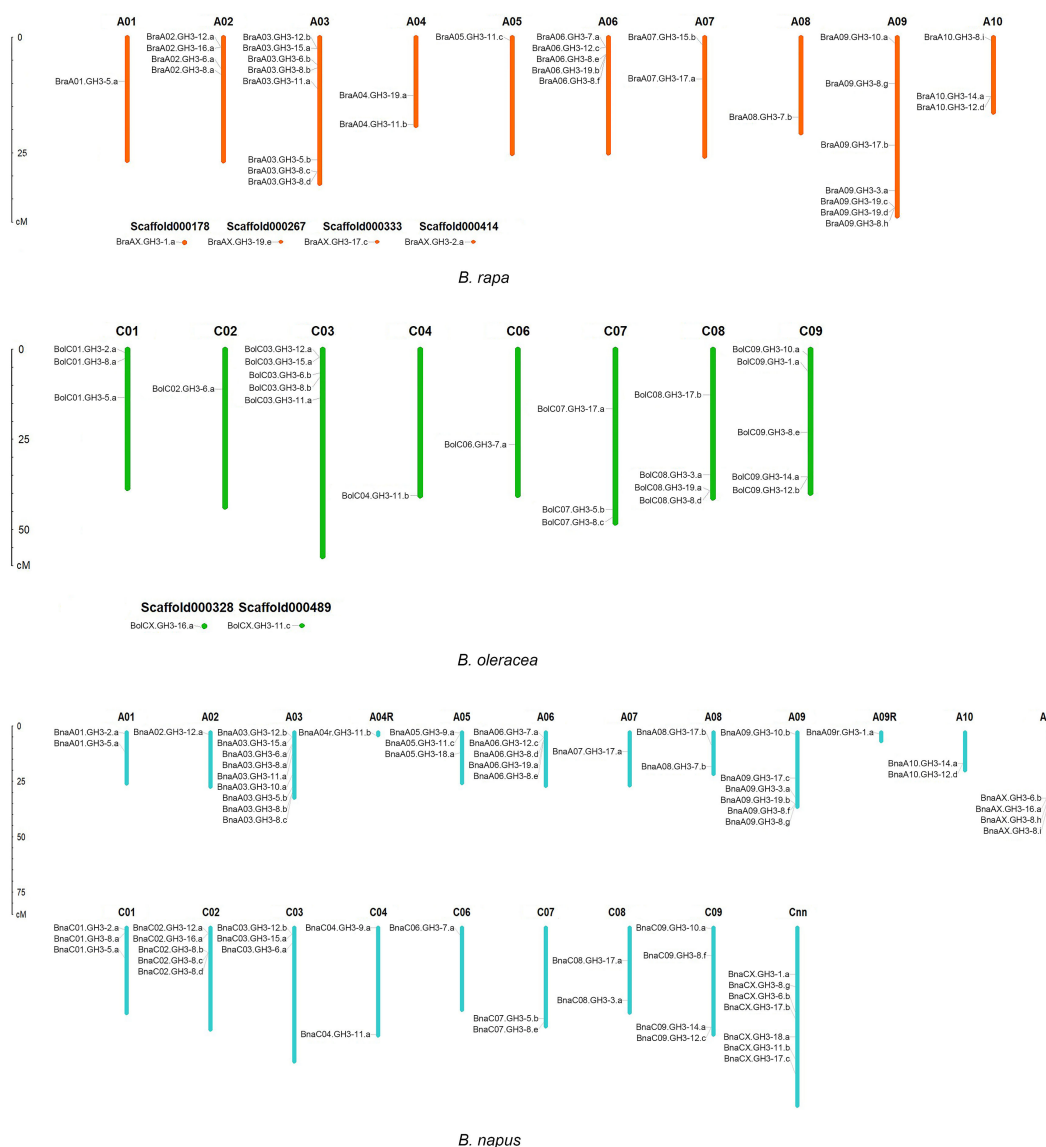 A01 A02 A03 A04 A05 A06 A07 A08 A09 A10
0
25
cM
BraA01.GH3-5.a
BraA02.GH3-12.a
BraA02.GH3-16.a
BraA02.GH3-6.a
BraA02.GH3-8.a
BraA03.GH3-12.b
BraA03.GH3-15.a
BraA03.GH3-6.b
BraA03.GH3-8.b
BraA03.GH3-11.a
BraA03.GH3-5.b
BraA03.GH3-8.c
BraA03.GH3-8.d
BraA04.GH3-19.a
BraA04.GH3-11.b
BraA05.GH3-11.c
BraA06.GH3-7.a
BraA06.GH3-12.c
BraA06.GH3-8.e
BraA06.GH3-19.b
BraA06.GH3-8.f
BraA07.GH3-15.b
BraA07.GH3-17.a
BraA08.GH3-7.b
BraA09.GH3-10.a
BraA09.GH3-8.g
BraA09.GH3-17.b
BraA09.GH3-3.a
BraA09.GH3-19.c
BraA09.GH3-19.d
BraA09.GH3-8.h
BraA10.GH3-8.i
BraA10.GH3-14.a
BraA10.GH3-12.d
Scaffold000178 Scaffold000267 Scaffold000333 Scaffold000414
BraAX.GH3-1.a BraAX.GH3-19.e BraAX.GH3-17.c BraAX.GH3-2.a
B. rapa
C01 C02 C03 C04 C06 C07 C08 C09
0
25
50
cM
BolC01.GH3-2.a
BolC01.GH3-8.a
BolC01.GH3-5.a
BolC02.GH3-6.a
BolC03.GH3-12.a
BolC03.GH3-15.a
BolC03.GH3-6.b
BolC03.GH3-8.b
BolC03.GH3-11.a
BolC04.GH3-11.b
BolC06.GH3-7.a
BolC07.GH3-17.a
BolC07.GH3-5.b
BolC07.GH3-8.c
BolC08.GH3-17.b
BolC08.GH3-3.a
BolC08.GH3-19.a
BolC08.GH3-8.d
BolC09.GH3-10.a
BolC09.GH3-1.a
BolC09.GH3-8.e
BolC09.GH3-14.a
BolC09.GH3-12.b
Scaffold000328 Scaffold000489
BolCX.GH3-16.a BolCX.GH3-11.c
B. oleracea
A01 A02 A03 A04R A05 A06 A07 A08 A09 A09R A10 A
0
25
50
75
cM
BnaA01.GH3-2.a
BnaA01.GH3-5.a
BnaA02.GH3-12.a
BnaA03.GH3-12.b
BnaA03.GH3-15.a
BnaA03.GH3-6.a
BnaA03.GH3-8.a
BnaA03.GH3-11.a
BnaA03.GH3-10.a
BnaA03.GH3-5.b
BnaA03.GH3-8.b
BnaA03.GH3-8.c
BnaA04r.GH3-11.b
BnaA05.GH3-9.a
BnaA05.GH3-11.c
BnaA05.GH3-18.a
BnaA06.GH3-7.a
BnaA06.GH3-12.c
BnaA06.GH3-8.d
BnaA06.GH3-19.a
BnaA06.GH3-8.e
BnaA07.GH3-17.a
BnaA08.GH3-17.b
BnaA08.GH3-7.b
BnaA09.GH3-10.b
BnaA09.GH3-17.c
BnaA09.GH3-3.a
BnaA09.GH3-19.b
BnaA09.GH3-8.f
BnaA09.GH3-8.g
BnaA09r.GH3-1.a
BnaA10.GH3-14.a
BnaA10.GH3-12.d
BnaAX.GH3-6.b
BnaAX.GH3-16.a
BnaAX.GH3-8.h
BnaAX.GH3-8.i
C01 C02 C03 C04 C06 C07 C08 C09 Cnn
BnaC01.GH3-2.a
BnaC01.GH3-8.a
BnaC01.GH3-5.a
BnaC02.GH3-12.a
BnaC02.GH3-16.a
BnaC02.GH3-8.b
BnaC02.GH3-8.c
BnaC02.GH3-8.d
BnaC03.GH3-12.b
BnaC03.GH3-15.a
BnaC03.GH3-6.a
BnaC04.GH3-9.a
BnaC04.GH3-11.a
BnaC06.GH3-7.a
BnaC07.GH3-5.b
BnaC07.GH3-8.e
BnaC08.GH3-17.a
BnaC08.GH3-3.a
BnaC09.GH3-10.a
BnaC09.GH3-8.f
BnaC09.GH3-14.a
BnaC09.GH3-12.c
BnaCX.GH3-1.a
BnaCX.GH3-8.g
BnaCX.GH3-6.b
BnaCX.GH3-17.b
BnaCX.GH3-18.a
BnaCX.GH3-11.b
BnaCX.GH3-17.c
B. napus